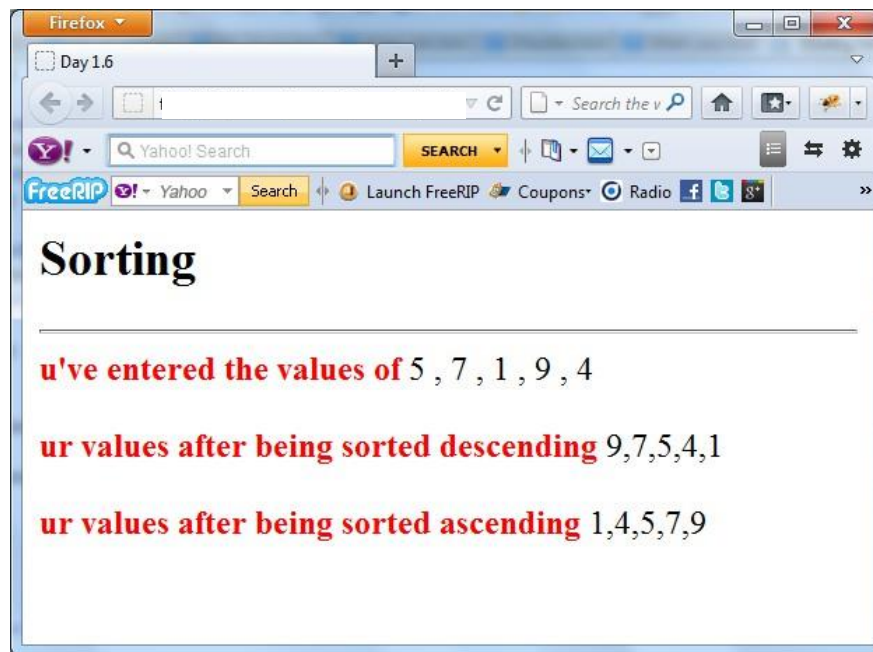 Firefox
Day 1.6
Search the v
Y! Yahoo! Search SEARCH
FreeRIP Y! Yahoo Search Launch FreeRIP Coupons Radio f g+ »
Sorting
u've entered the values of 5 , 7 , 1 , 9 , 4
ur values after being sorted descending 9,7,5,4,1
ur values after being sorted ascending 1,4,5,7,9